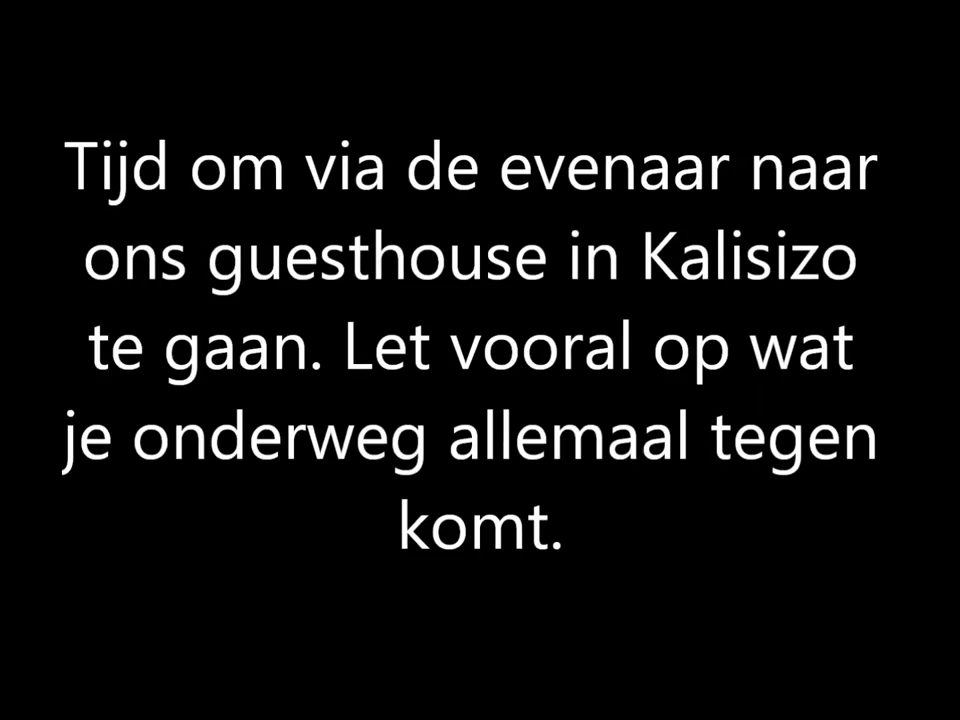 Tijd om via de evenaar naar
ons guesthouse in Kalisizo
te gaan. Let vooral op wat
je onderweg allemaal tegen
komt.